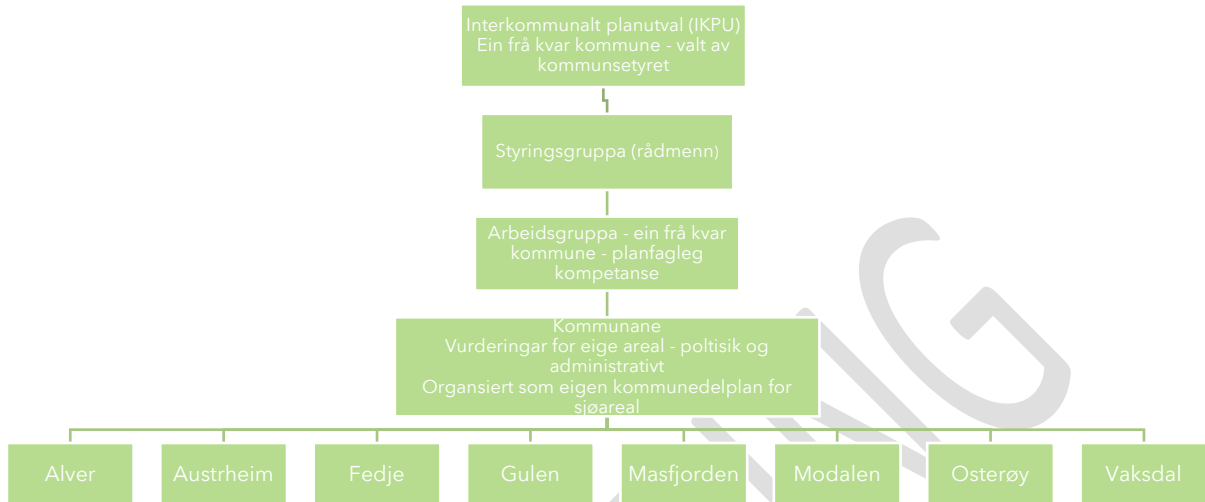 Interkommunalt planutval (IKPU)
Ein frå kvar kommune - valt av
kommunsetyret
Styringsgruppa (rådmenn)
Arbeidsgruppa - ein frå kvar
kommune - planfagleg
kompetanse
Kommunane
Vurderingar for eige areal - poltisik og
administrativt
Organsiert som eigen kommunedelplan for
sjøareal
Alver
Austrheim
Fedje
Gulen
Masfjorden
Modalen
Osterøy
Vaksdal